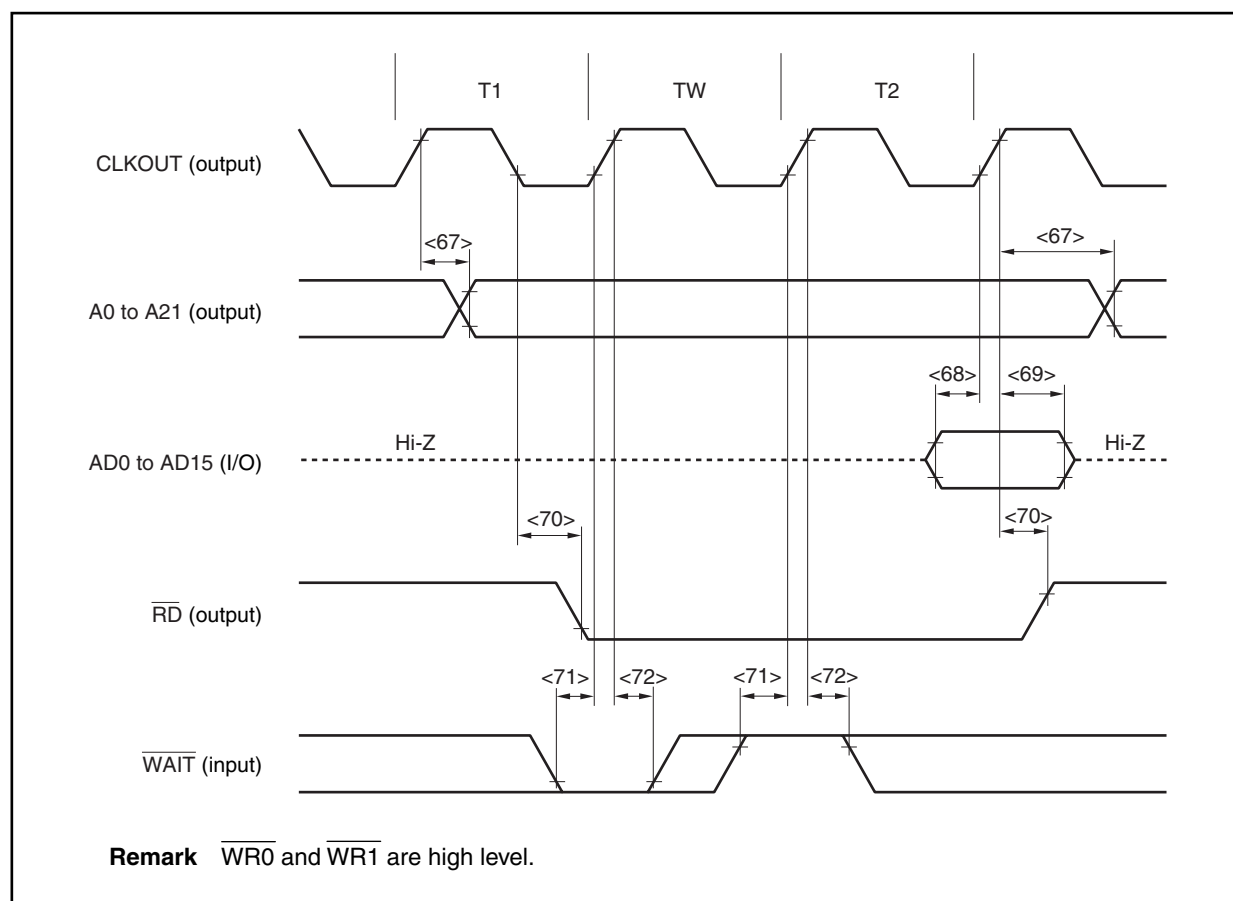 T1 TW T2
CLKOUT (output)
<67> <67>
A0 to A21 (output)
<68> <69>
Hi-Z Hi-Z
AD0 to AD15 (I/O)
<70> <70>
RD (output)
<71> <72> <71> <72>
WAIT (input)
Remark WR0 and WR1 are high level.